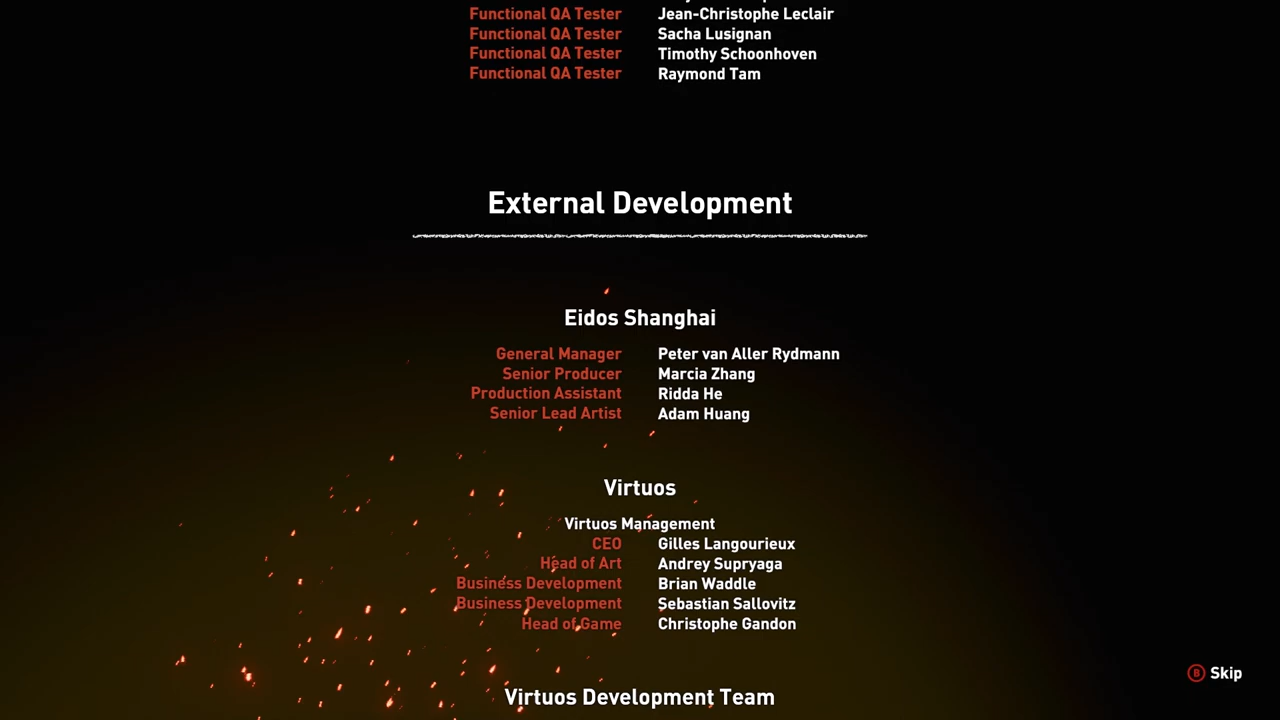 Functional QA Tester Jean-Christophe Leclair
Functional QA Tester Sacha Lusignan
Functional QA Tester Timothy Schoonhoven
Functional QA Tester Raymond Tam
External Development
Eidos Shanghai
General Manager Peter van Aller Rydmann
Senior Producer Marcia Zhang
Production Assistant Ridda He
Senior Lead Artist Adam Huang
Virtuos
Virtuos Management
CEO Gilles Langourieux
Head of Art Andrey Supryaga
Business Development Brian Waddle
Business Development Sebastian Sallovitz
Head of Game Christophe Gandon
B Skip
Virtuos Development Team